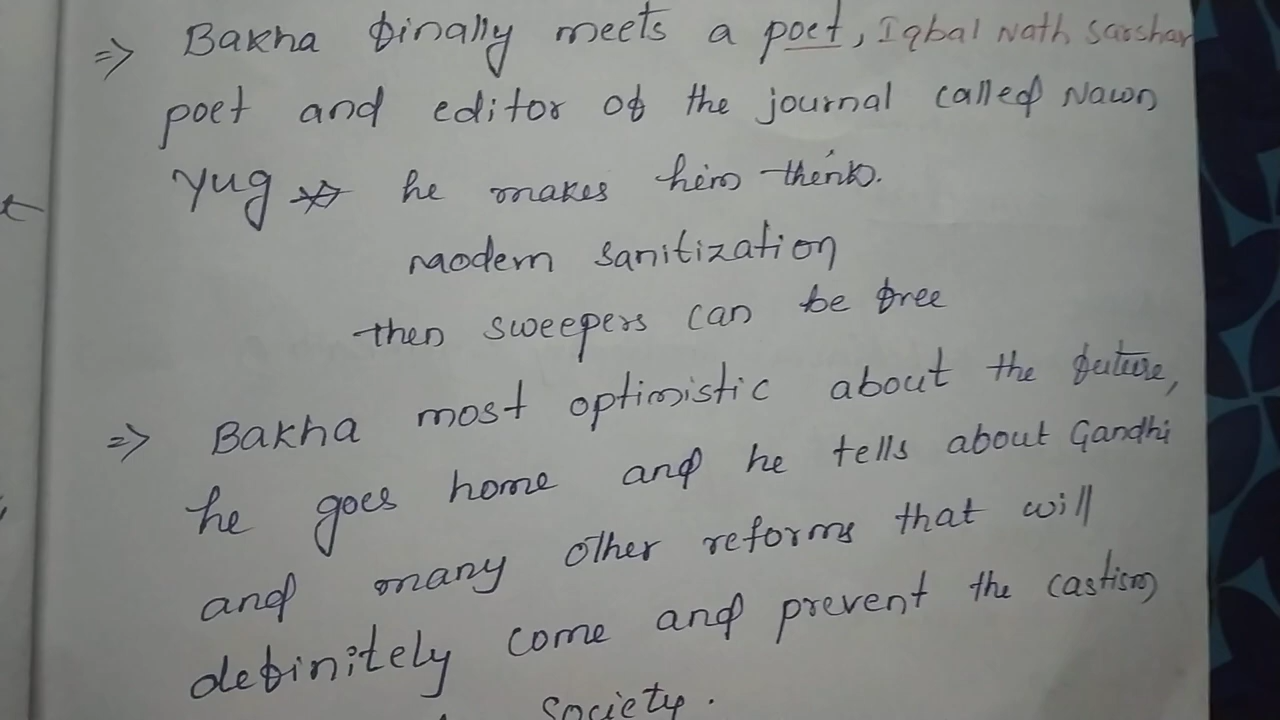 => Bakha finally meets a poet, Iqbal Nath Sarshar
poet and editor of the journal called Nawn
Yug he makes him think.
Modern sanitization
then sweepers can be free
=> Bakha most optimistic about the future,
he goes home and he tells about Gandhi
and many other reforms that will
definitely come and prevent the castism
society.